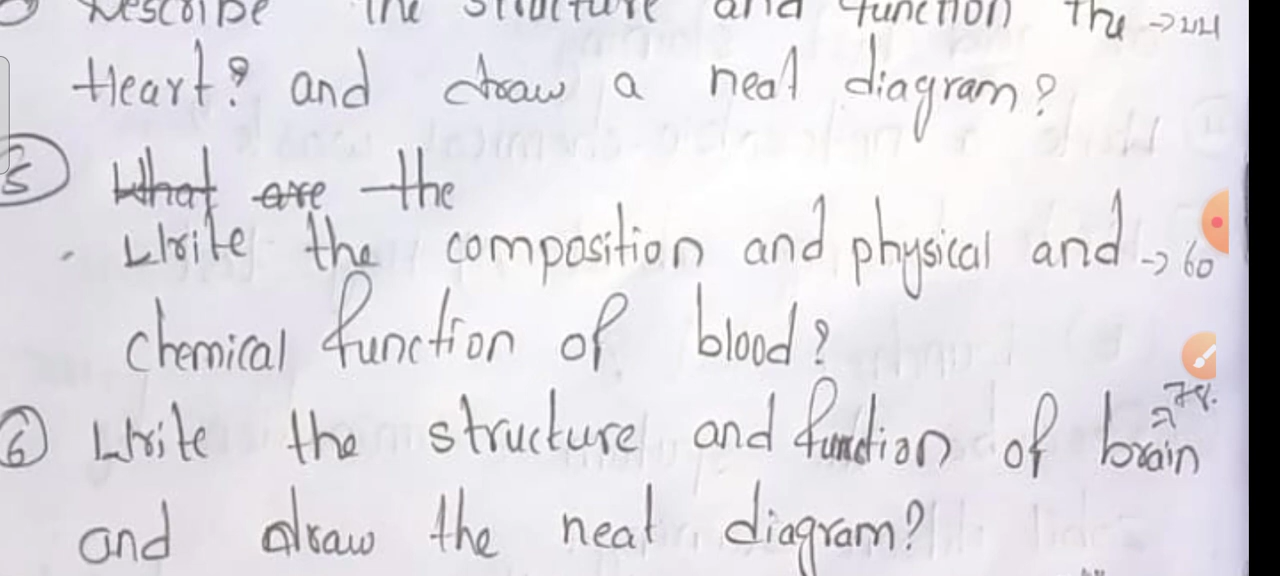 Describe the structure and function the →44
Heart? and draw a neat diagram?
5 What are the
Write the composition and physical and → 60
chemical function of blood?
6 Write the structure and function of brain → 78.
and draw the neat diagram?